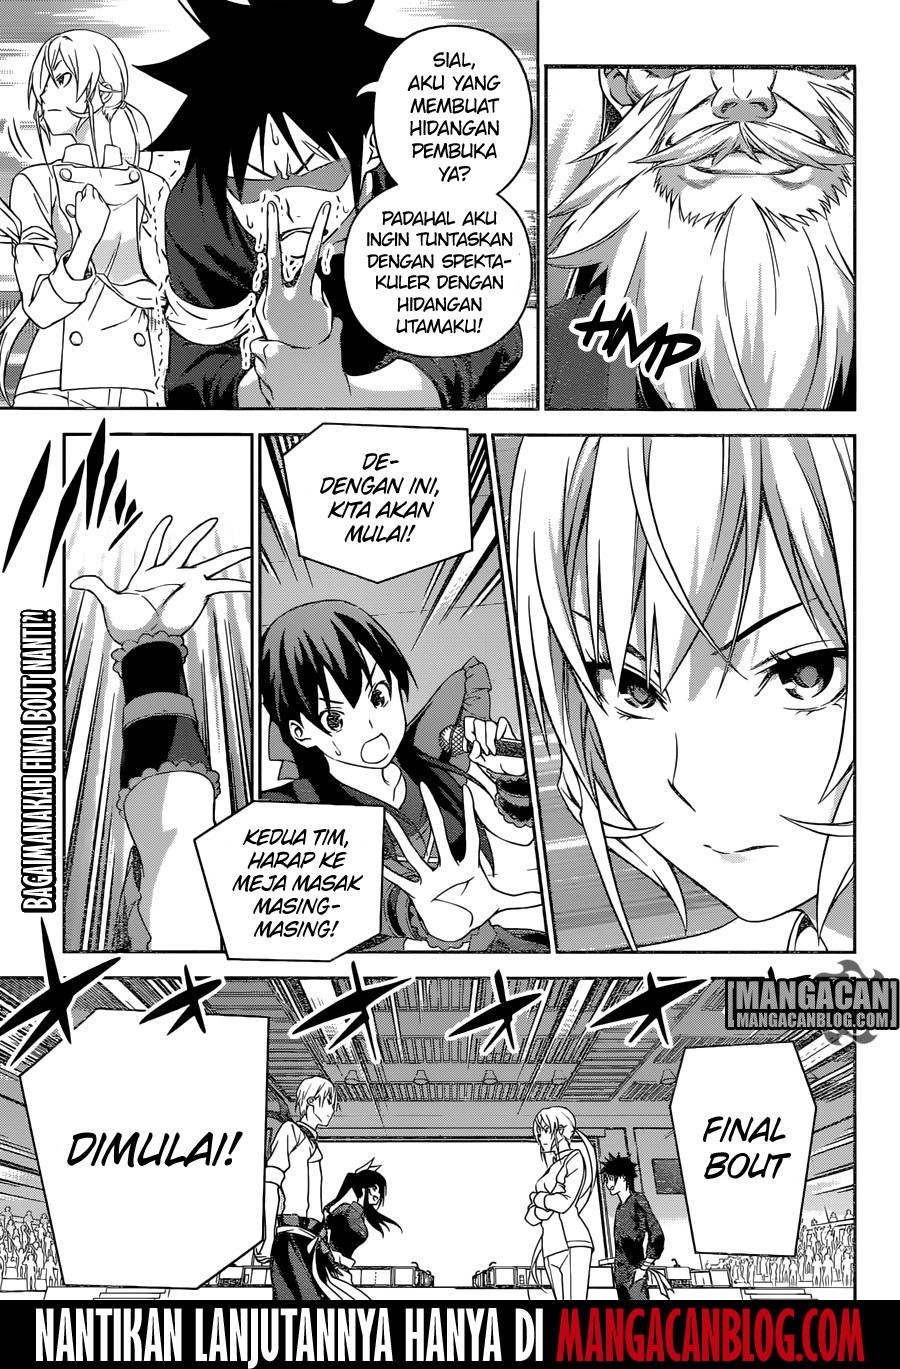 SIAL,
AKU YANG
MEMBUAT
HIDANGAN
PEMBUKA
YA?
PADAHAL AKU
INGIN TUNTASKAN
DENGAN SPEKTA-
KULER DENGAN
HIDANGAN
UTAMAKU!
HMP
DE-
DENGAN INI,
KITA AKAN
MULAI!
KEDUA TIM,
HARAP KE
MEJA MASAK
MASING-
MASING!
BAGAIMANAKAH FINAL BOUT NANTI?!
[MANGACAN]
MANGACANBLOG.COM
FINAL
BOUT
DIMULAI!
NANTIKAN LANJUTANNYA HANYA DI MANGACANBLOG.COM